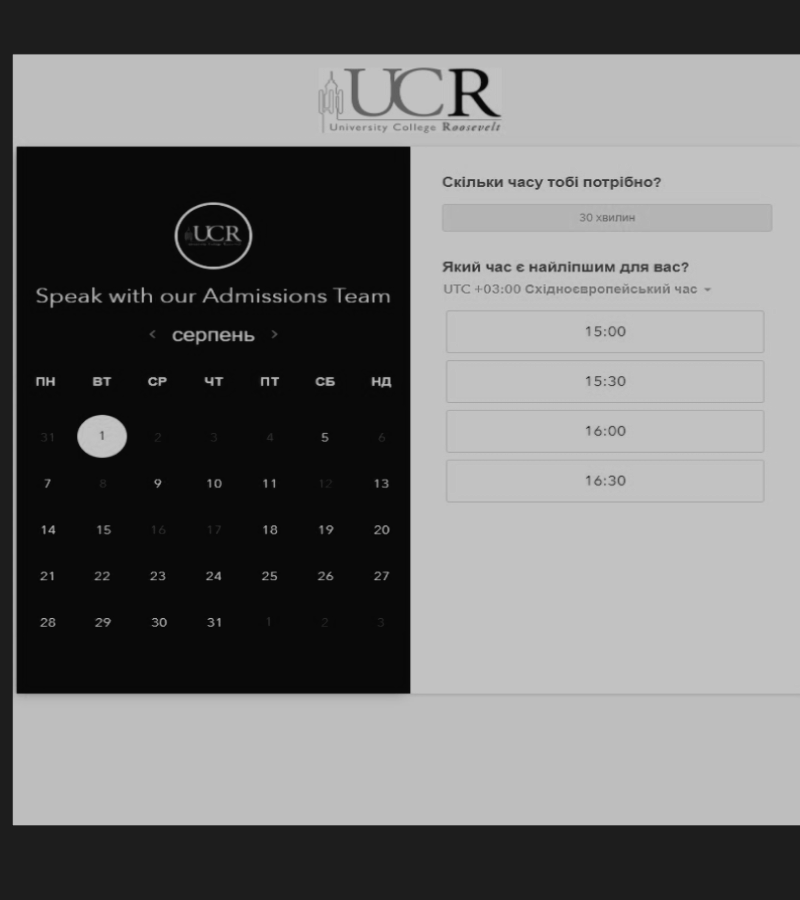 UCR
University College Roosevelt
UCR
Speak with our Admissions Team
< серпень >
ПН ВТ СР ЧТ ПТ СБ НД
31 1 2 3 4 5 6
7 8 9 10 11 12 13
14 15 16 17 18 19 20
21 22 23 24 25 26 27
28 29 30 31 1 2 3
Скільки часу тобі потрібно?
30 хвилин
Який час є найліпшим для вас?
UTC +03:00 Східноєвропейський час
15:00
15:30
16:00
16:30